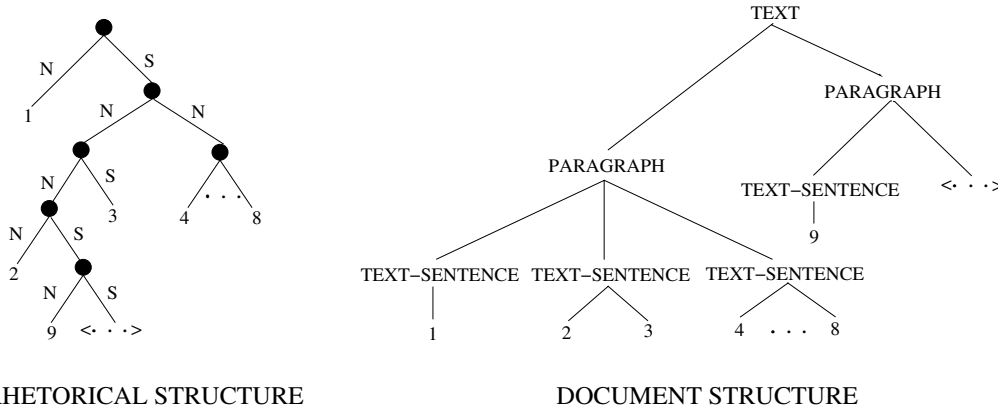 TEXT
N S
PARAGRAPH
1 N N
PARAGRAPH
N S TEXT–SENTENCE <· · ·>
3 4 · · · 8
9
N S
2 TEXT–SENTENCE TEXT–SENTENCE TEXT–SENTENCE
N S
9 <· · ·> 1 2 3 4 · · · 8
RHETORICAL STRUCTURE DOCUMENT STRUCTURE